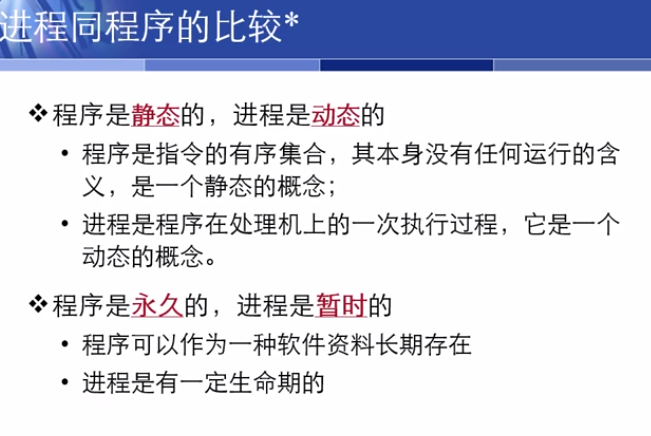 进程同程序的比较*
❖程序是静态的，进程是动态的
• 程序是指令的有序集合，其本身没有任何运行的含
义，是一个静态的概念；
• 进程是程序在处理机上的一次执行过程，它是一个
动态的概念。
❖程序是永久的，进程是暂时的
• 程序可以作为一种软件资料长期存在
• 进程是有一定生命期的